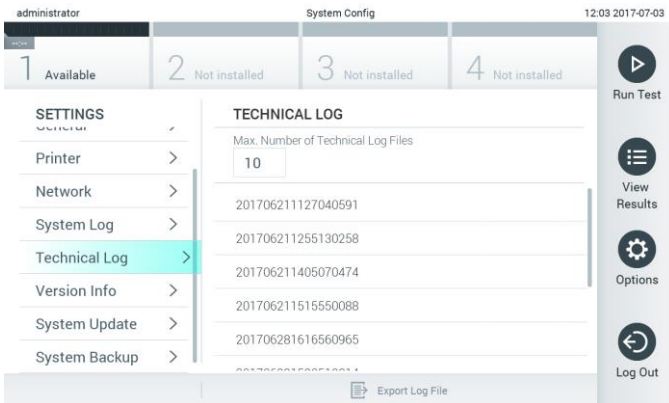 administrator System Config 12:03 2017-07-03
1 Available 2 Not installed 3 Not installed 4 Not installed
Run Test
SETTINGS
General
Printer
Network
System Log
Technical Log
Version Info
System Update
System Backup
TECHNICAL LOG
Max. Number of Technical Log Files
10
201706211127040591
201706211255130258
201706211405070474
201706211515550088
201706281616560965
Export Log File
View
Results
Options
Log Out